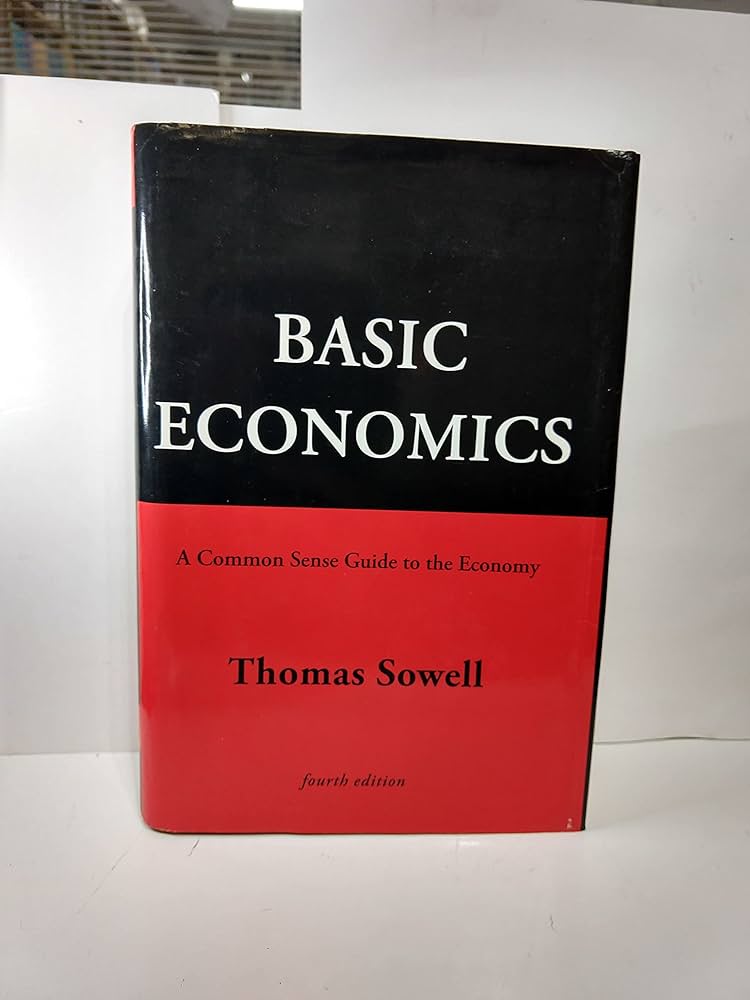 BASIC
ECONOMICS
A Common Sense Guide to the Economy
Thomas Sowell
fourth edition